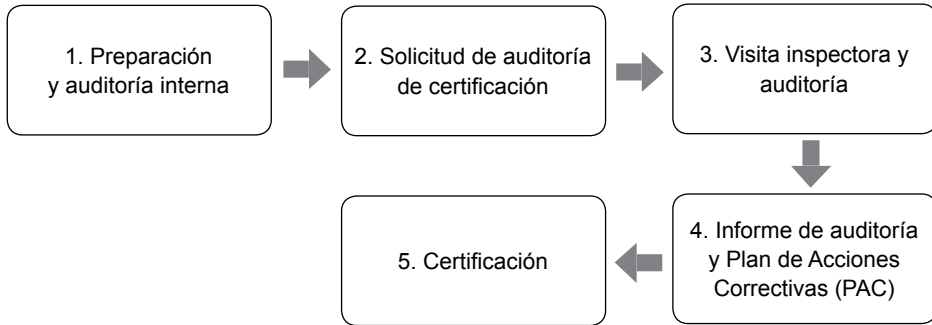 1. Preparación
y auditoría interna
2. Solicitud de auditoría
de certificación
3. Visita inspectora y
auditoría
4. Informe de auditoría
y Plan de Acciones
Correctivas (PAC)
5. Certificación